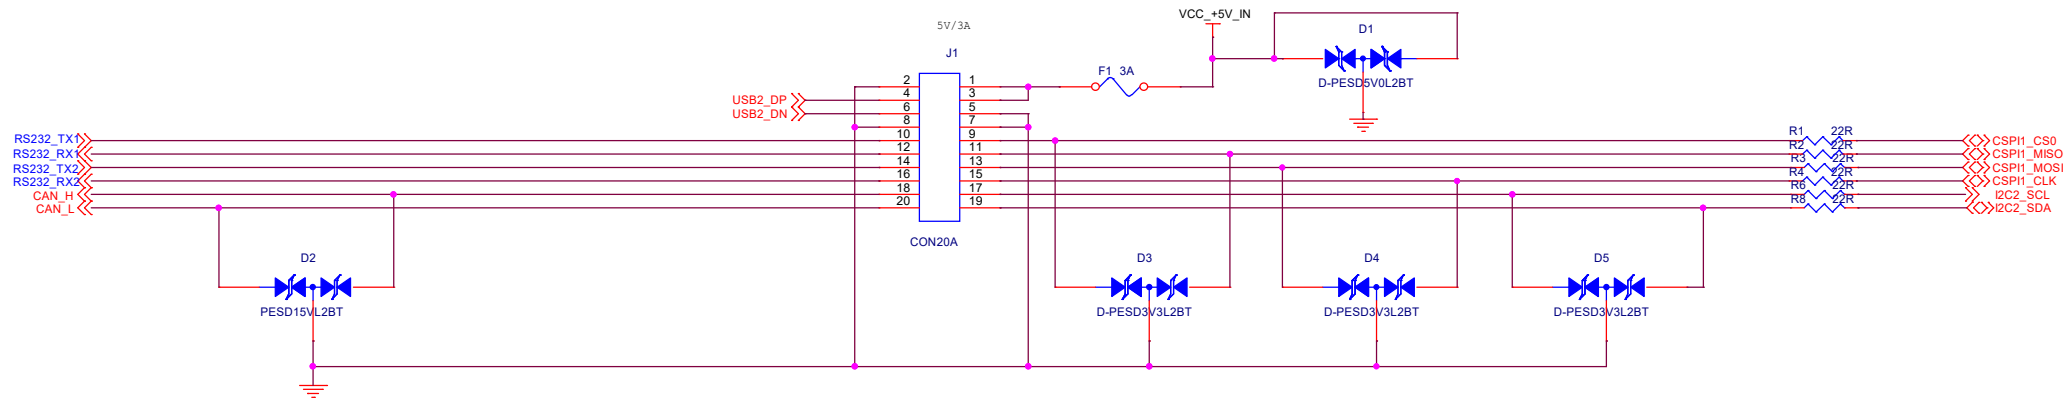 VCC_+5V_IN
5V/3A
D1
J1
F1 3A
D-PESD5V0L2BT
2 1
USB2_DP 4 3
USB2_DN 6 5
8 7
RS232_TX1 10 9 R1 22R CSPI1_CS0
RS232_RX1 12 11 R2 22R CSPI1_MISO
RS232_TX2 14 13 R3 22R CSPI1_MOSI
RS232_RX2 16 15 R4 22R CSPI1_CLK
CAN_H 18 17 R6 22R I2C2_SCL
CAN_L 20 19 R8 22R I2C2_SDA
CON20A
D2 D3 D4 D5
PESD15VL2BT D-PESD3V3L2BT D-PESD3V3L2BT D-PESD3V3L2BT